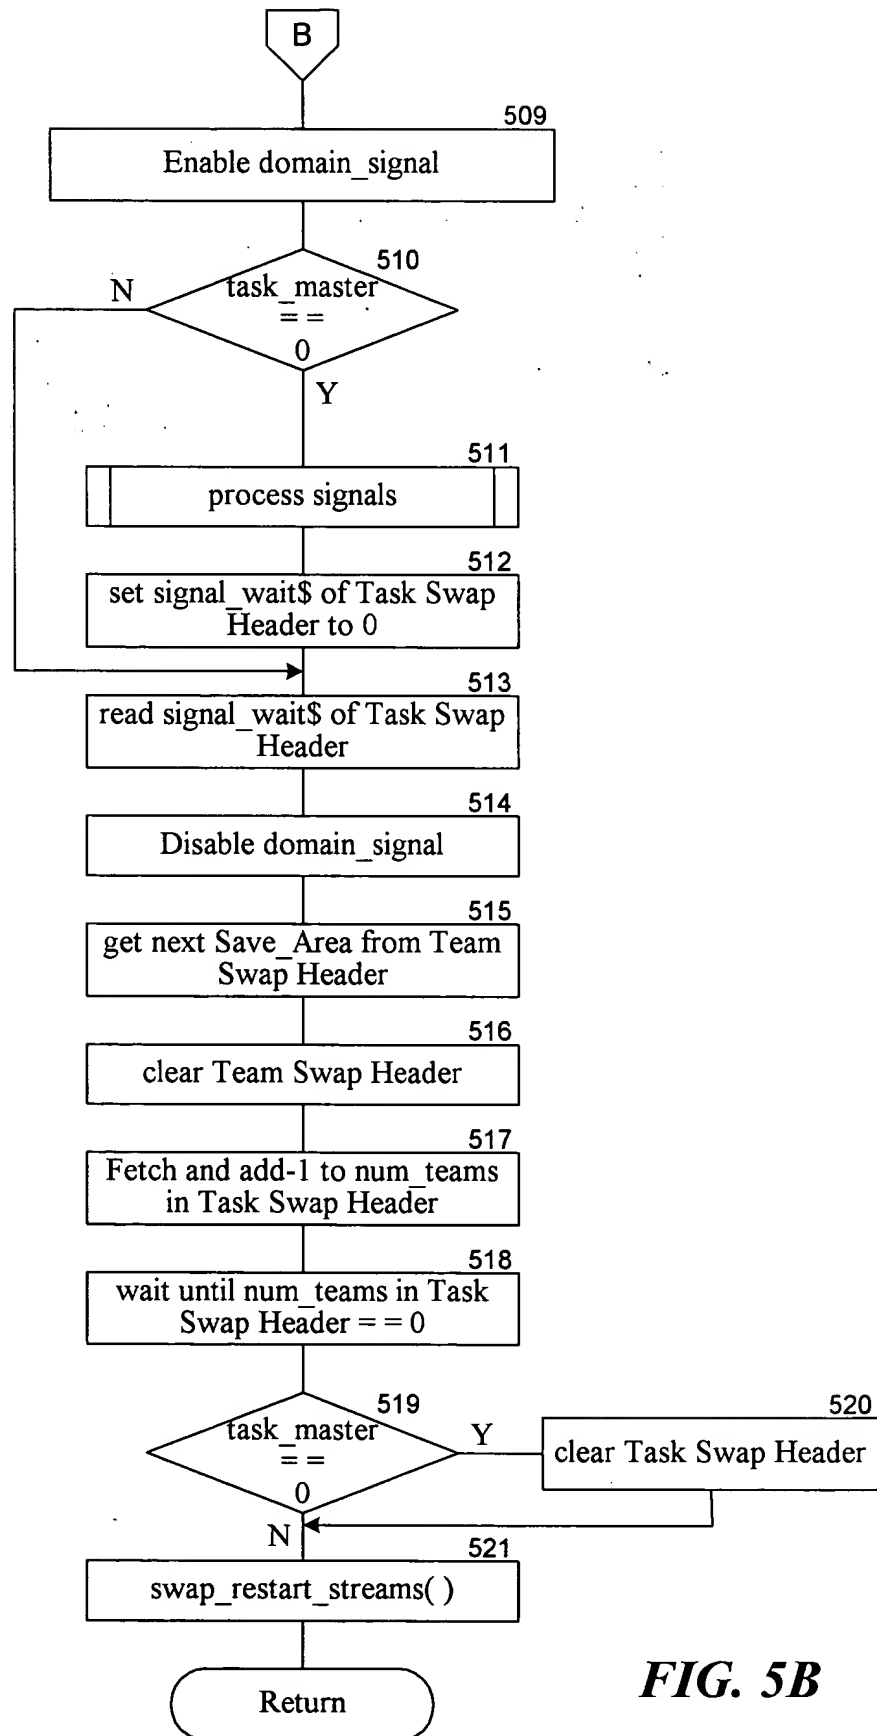 B
509
Enable domain_signal
510
task_master
= =
0
N
Y
511
process signals
512
set signal_wait$ of Task Swap
Header to 0
513
read signal_wait$ of Task Swap
Header
514
Disable domain_signal
515
get next Save_Area from Team
Swap Header
516
clear Team Swap Header
517
Fetch and add-1 to num_teams
in Task Swap Header
518
wait until num_teams in Task
Swap Header = = 0
519
task_master
= =
0
Y
520
clear Task Swap Header
N
521
swap_restart_streams( )
Return
FIG. 5B